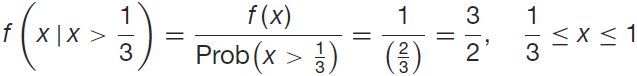 f(x | x > 1/3) = f(x)/Prob(x > 1/3) = 1/(2/3) = 3/2, 1/3 ≤ x ≤ 1